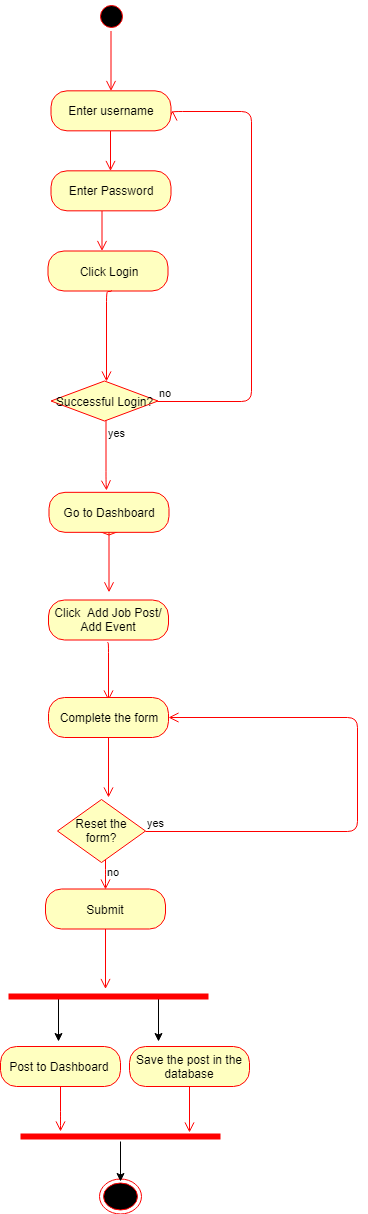 Enter username
Enter Password
Click Login
Successful Login?
no
yes
Go to Dashboard
Click  Add Job Post/
Add Event
Complete the form
Reset the
form?
yes
no
Submit
Post to Dashboard
Save the post in the
database